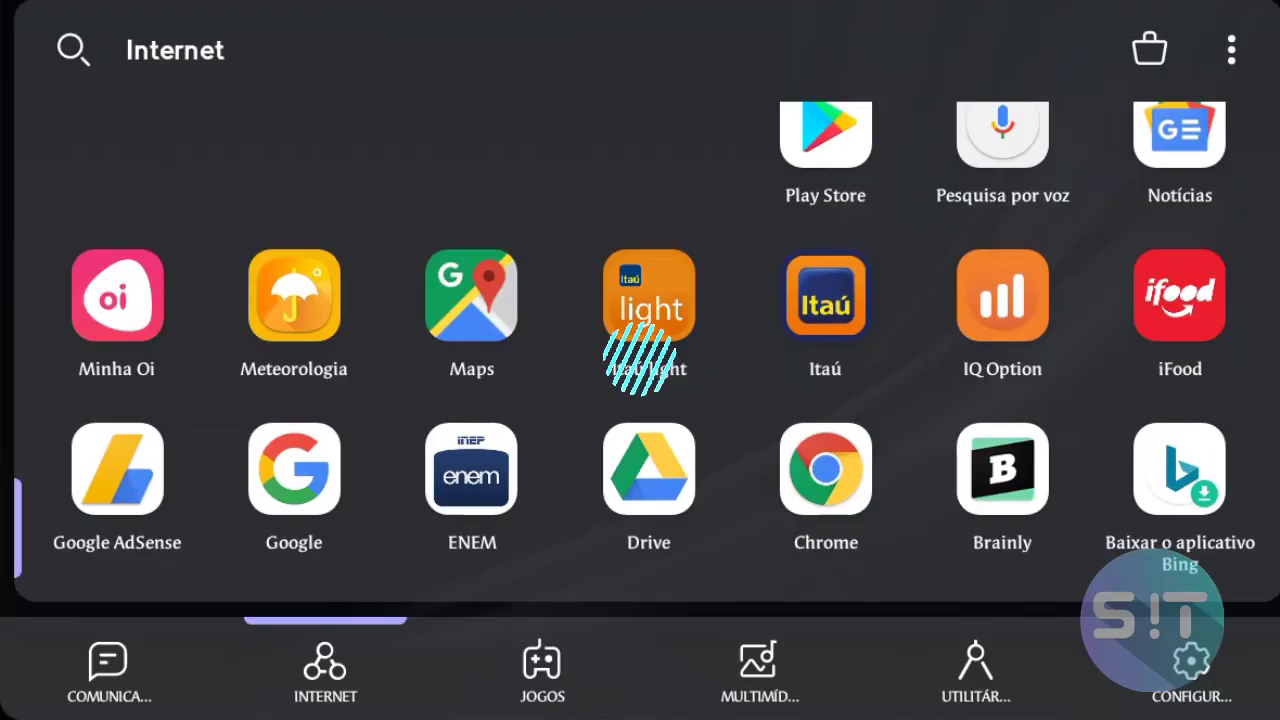 Internet
Play Store
Pesquisa por voz
Notícias
G
oi
G
Itaú
light
Itaú
ifood
Minha Oi
Meteorologia
Maps
Itaú light
Itaú
IQ Option
iFood
INEP
enem
B
Google AdSense
Google
ENEM
Drive
Chrome
Brainly
Baixar o aplicativo
Bing
S!T
COMUNICA...
INTERNET
JOGOS
MULTIMÍD...
UTILITÁR...
CONFIGUR...